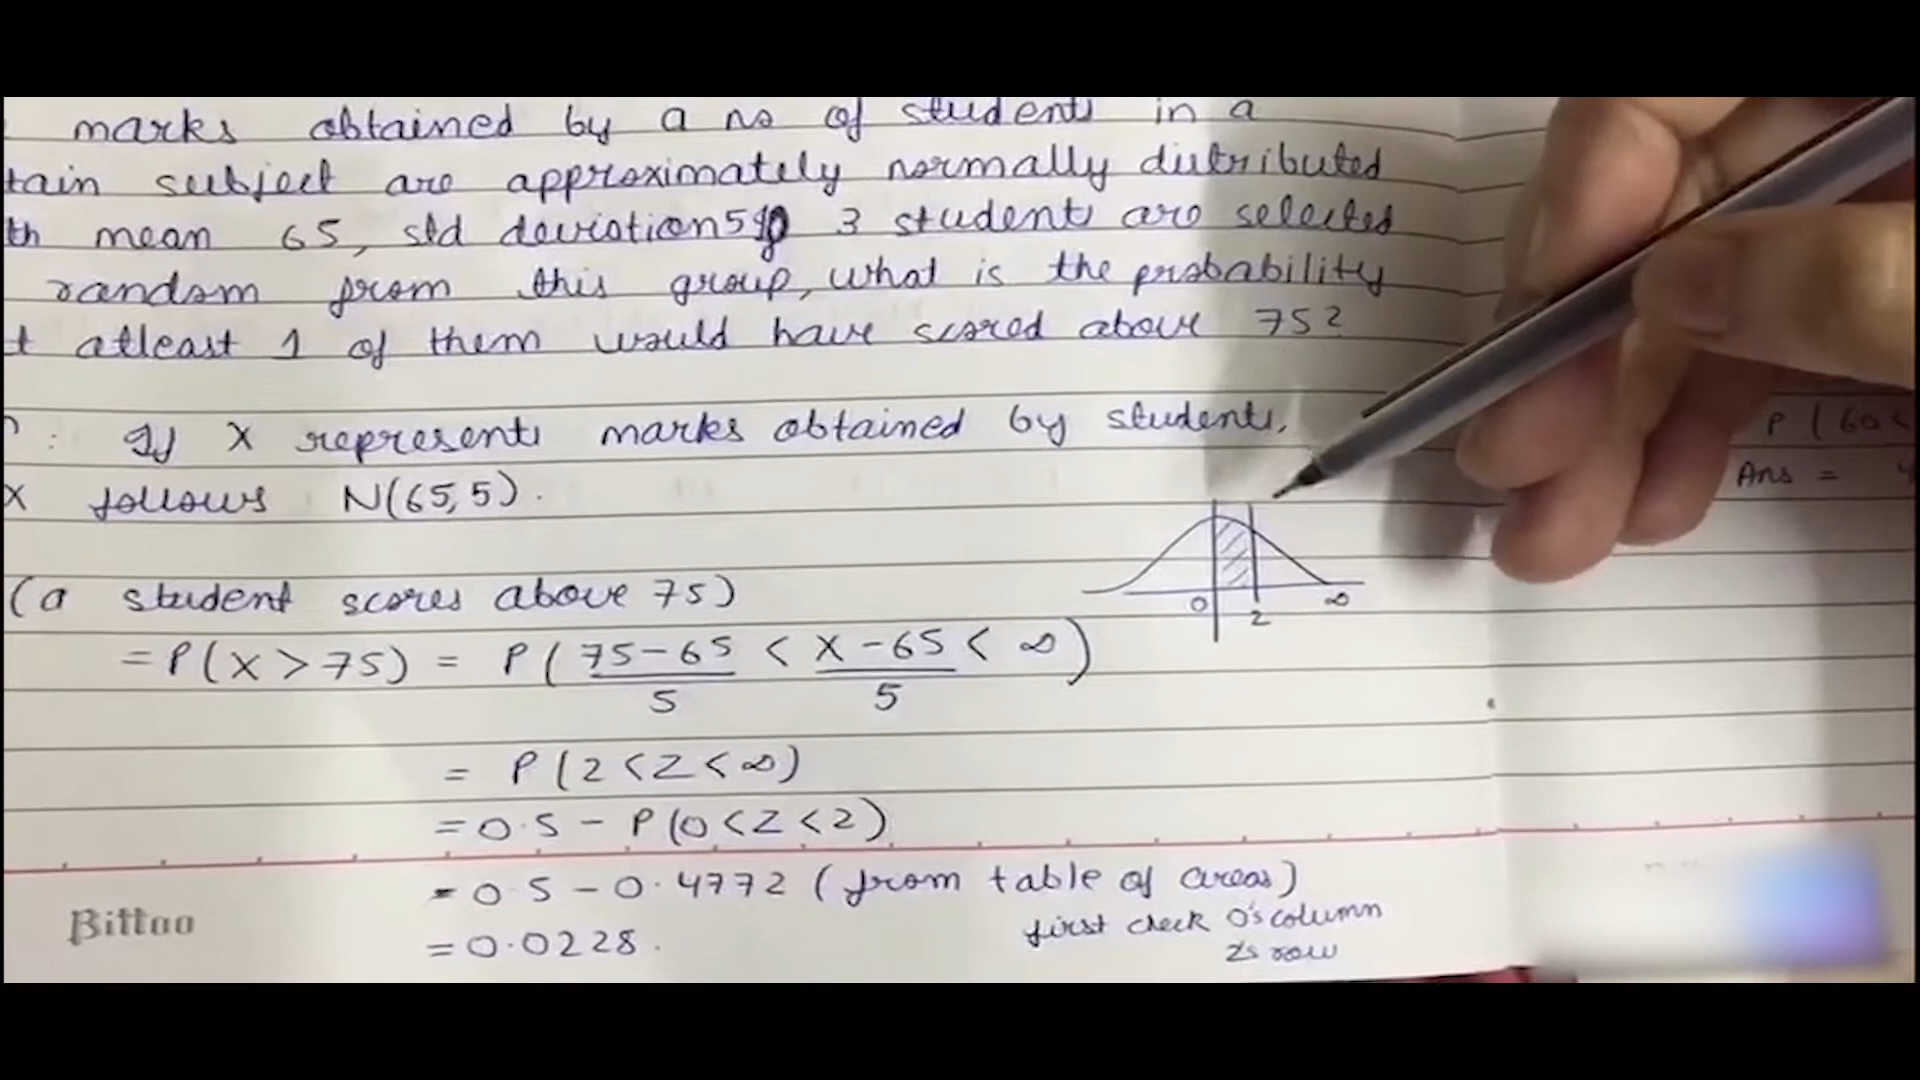 marks obtained by a no of students in a
tain subject are approximately normally distributed
th mean 65, std deviation 5 3 students are selected
random from this group, what is the probability
t atleast 1 of them would have scored above 75?
: If X represents marks obtained by students,
X follows N(65,5).
(a student scores above 75)
= P(X > 75) = P( 75-65 / 5 < X-65 / 5 < ∞ )
0 2 ∞
= P(2 < Z < ∞)
= 0.5 - P(0 < Z < 2)
= 0.5 - 0.4772 (from table of areas)
first check 0's column
2s row
= 0.0228.
Bittoo
P (60 <
Ans =